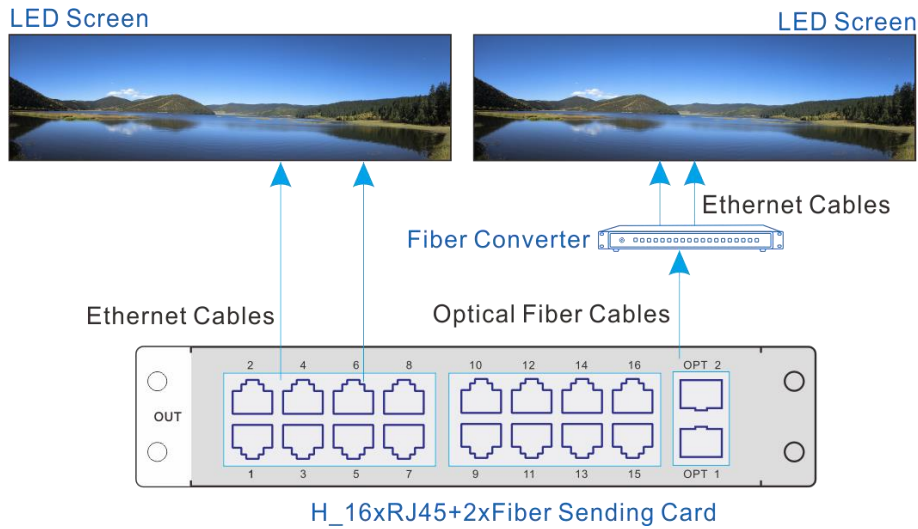 LED Screen
LED Screen
Ethernet Cables
Fiber Converter
Ethernet Cables
Optical Fiber Cables
2 4 6 8 10 12 14 16 OPT 2
OUT
1 3 5 7 9 11 13 15 OPT 1
H_16xRJ45+2xFiber Sending Card